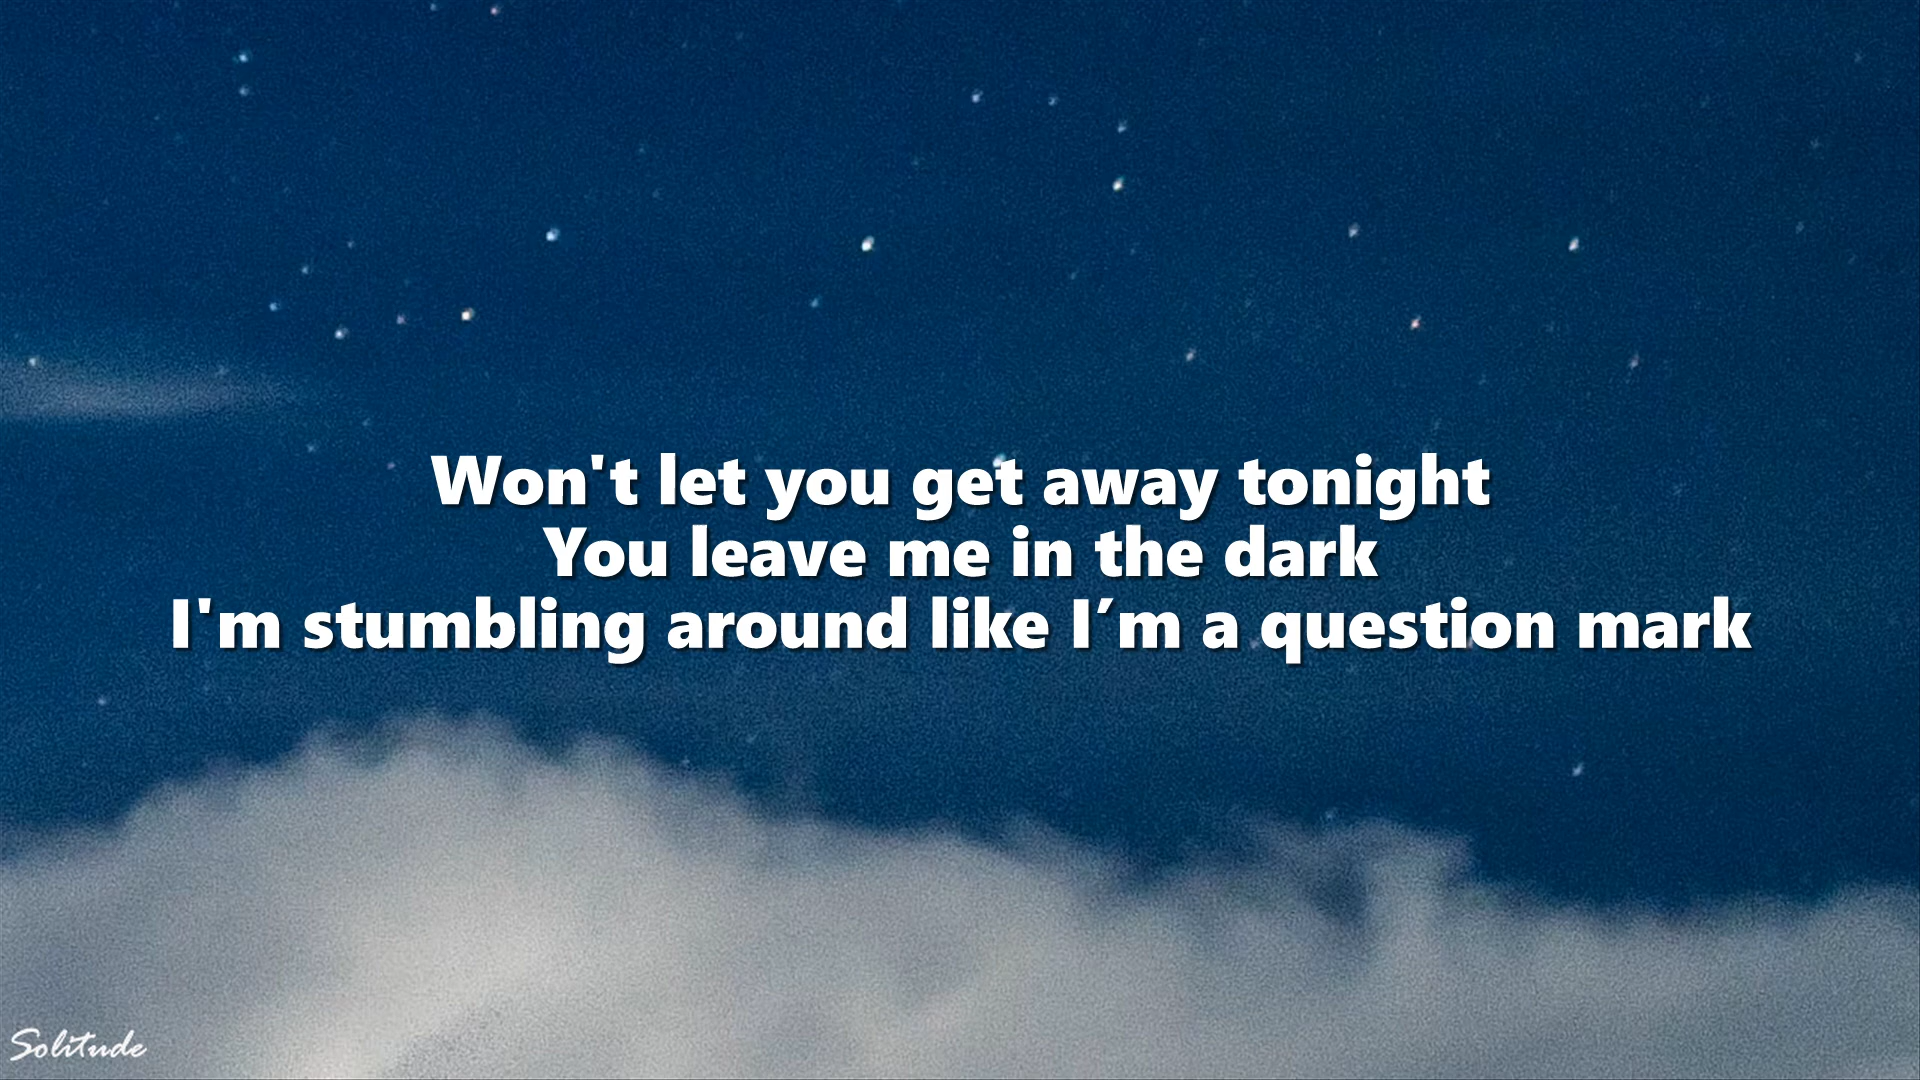 Won't let you get away tonight
You leave me in the dark
I'm stumbling around like I’m a question mark
Solitude